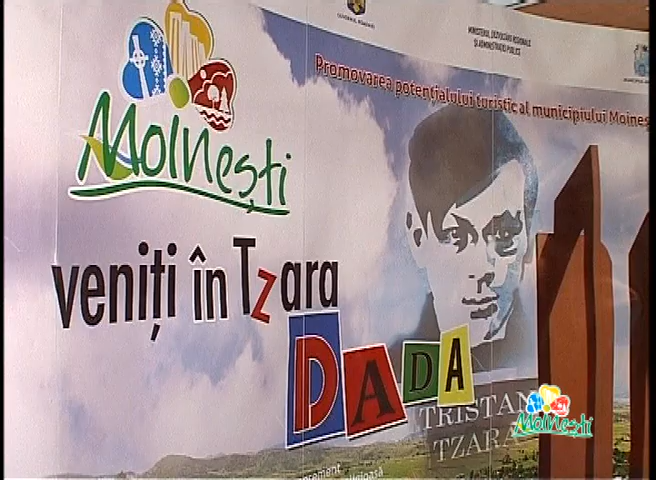 MINISTERUL DEZVOLTĂRII REGIONALE
ȘI ADMINISTRAȚIEI PUBLICE
Promovarea potențialului turistic al municipiului Moineș
Moinești
veniți în Tzara
DADA
TRISTAN
TZARA
Moinești